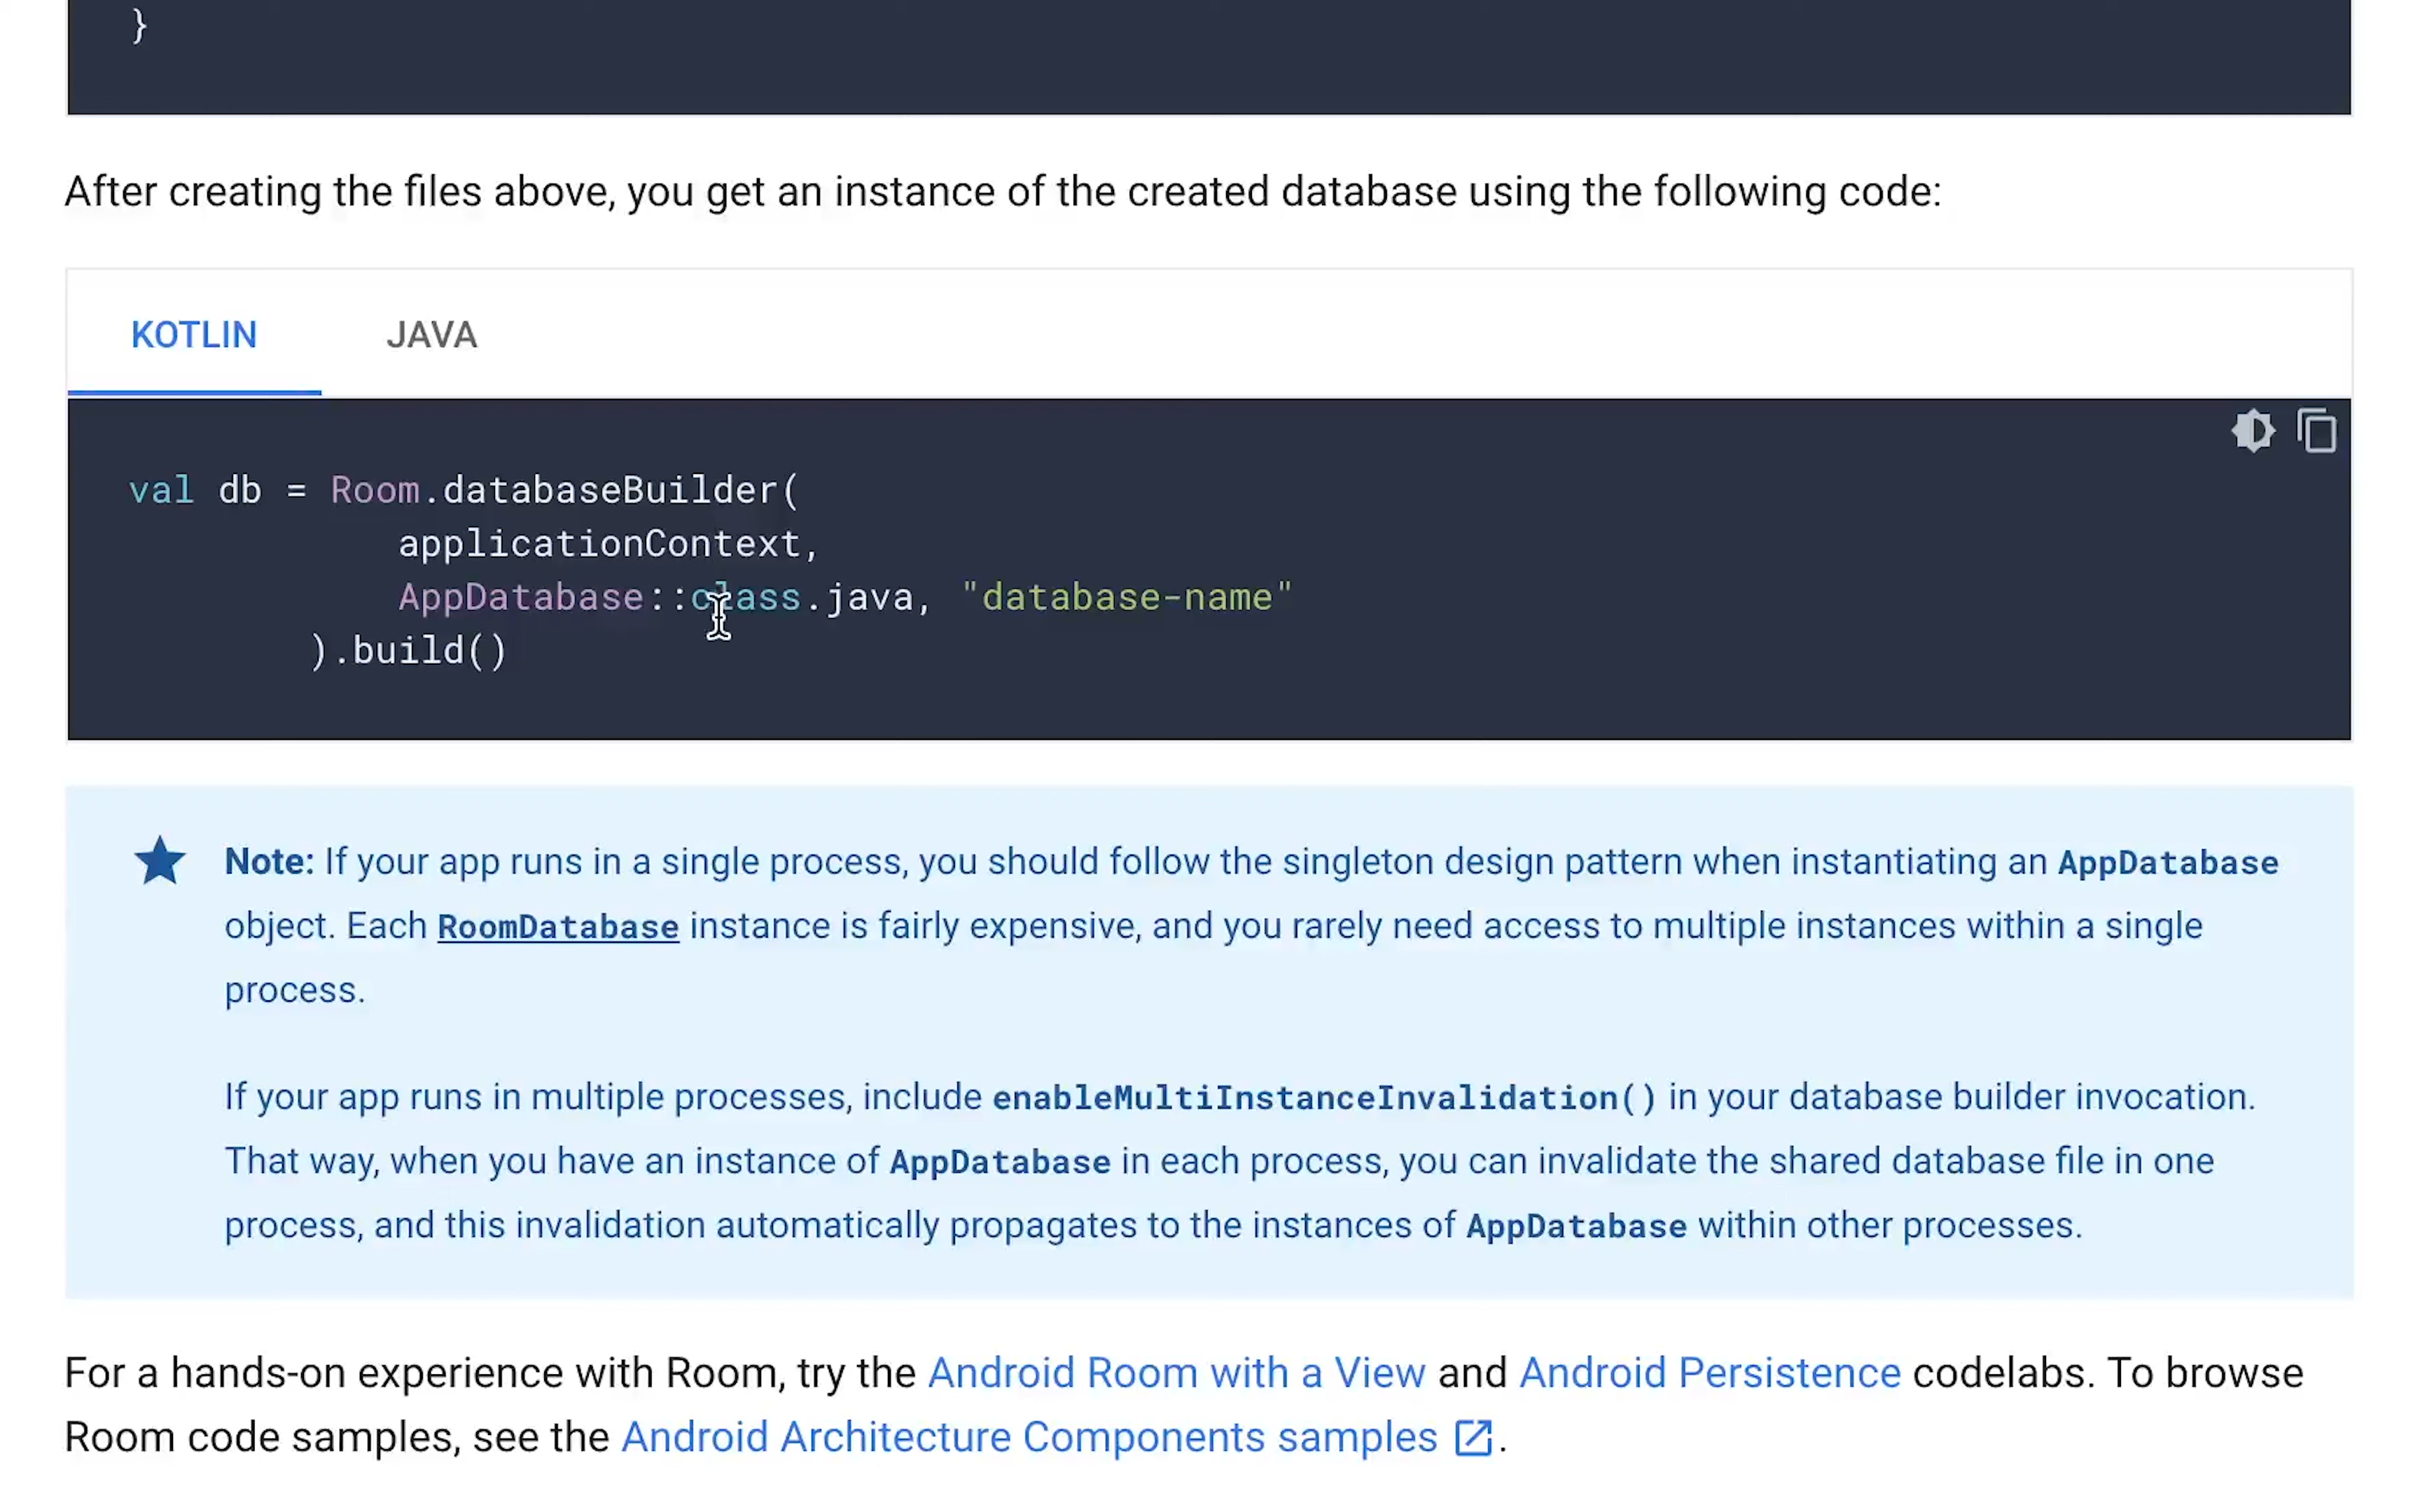 }
After creating the files above, you get an instance of the created database using the following code:
KOTLIN JAVA
val db = Room.databaseBuilder(
applicationContext,
AppDatabase::class.java, "database-name"
).build()
Note: If your app runs in a single process, you should follow the singleton design pattern when instantiating an AppDatabase
object. Each RoomDatabase instance is fairly expensive, and you rarely need access to multiple instances within a single
process.
If your app runs in multiple processes, include enableMultiInstanceInvalidation() in your database builder invocation.
That way, when you have an instance of AppDatabase in each process, you can invalidate the shared database file in one
process, and this invalidation automatically propagates to the instances of AppDatabase within other processes.
For a hands-on experience with Room, try the Android Room with a View and Android Persistence codelabs. To browse
Room code samples, see the Android Architecture Components samples .